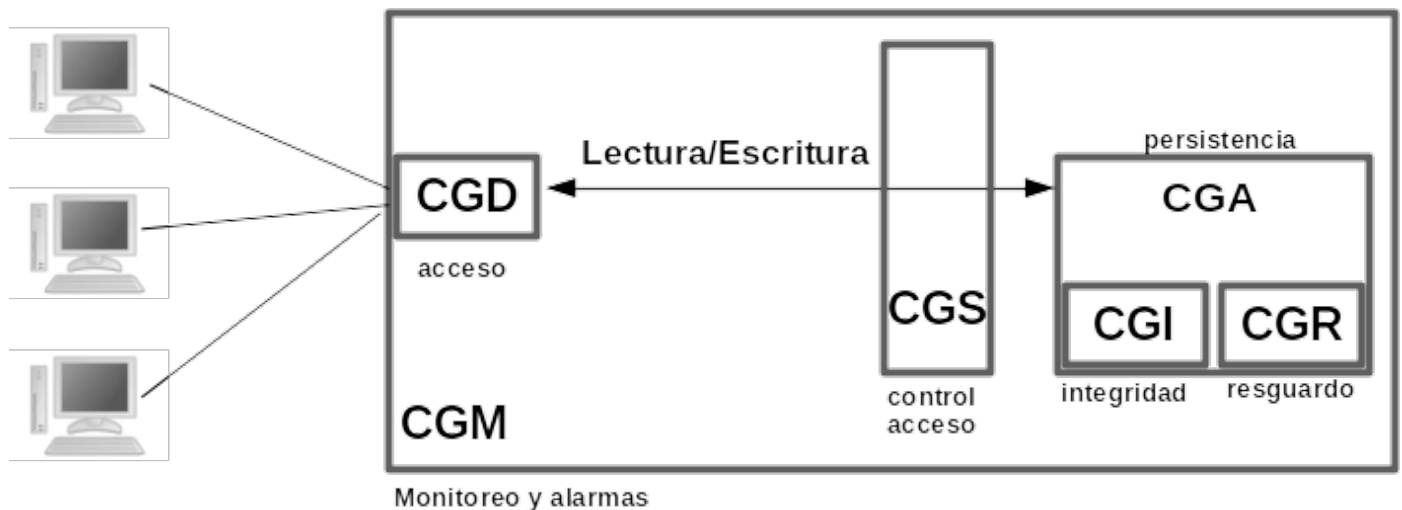 Lectura/Escritura
persistencia
CGD
CGA
acceso
CGS
CGI
CGR
integridad
resguardo
control
acceso
CGM
Monitoreo y alarmas